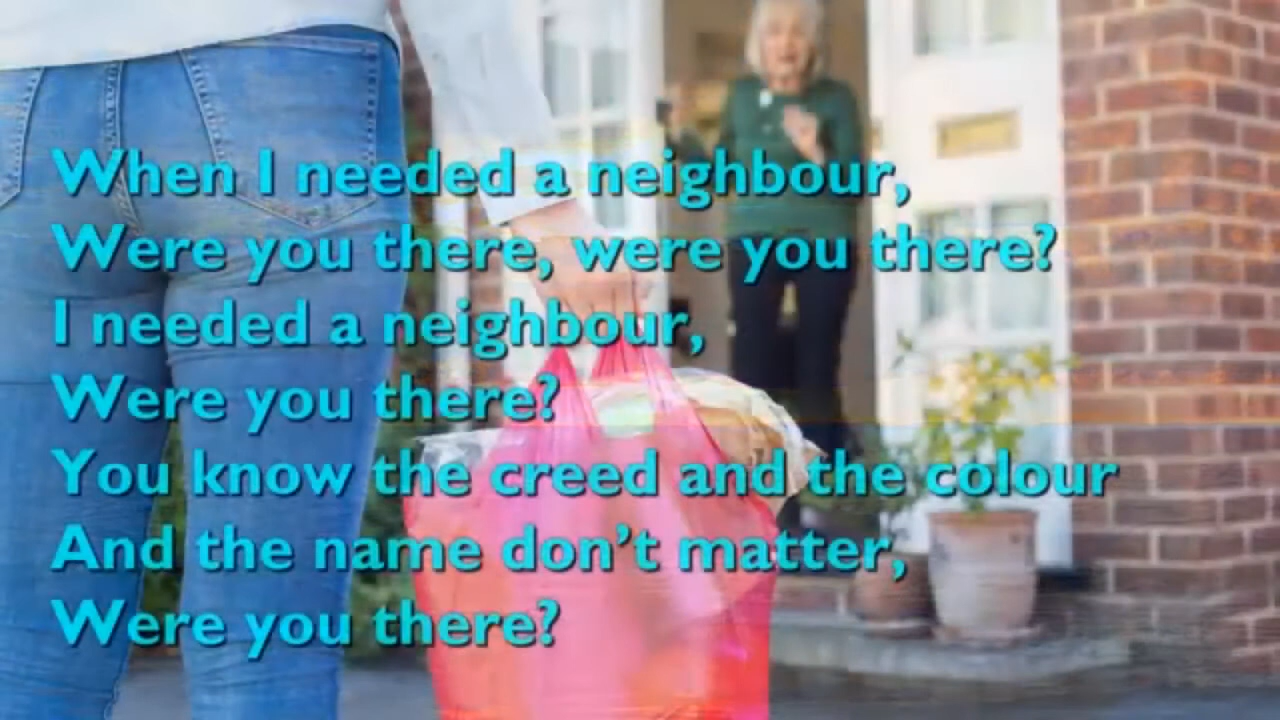 When I needed a neighbour,
Were you there, were you there?
I needed a neighbour,
Were you there?
You know the creed and the colour
And the name don't matter,
Were you there?